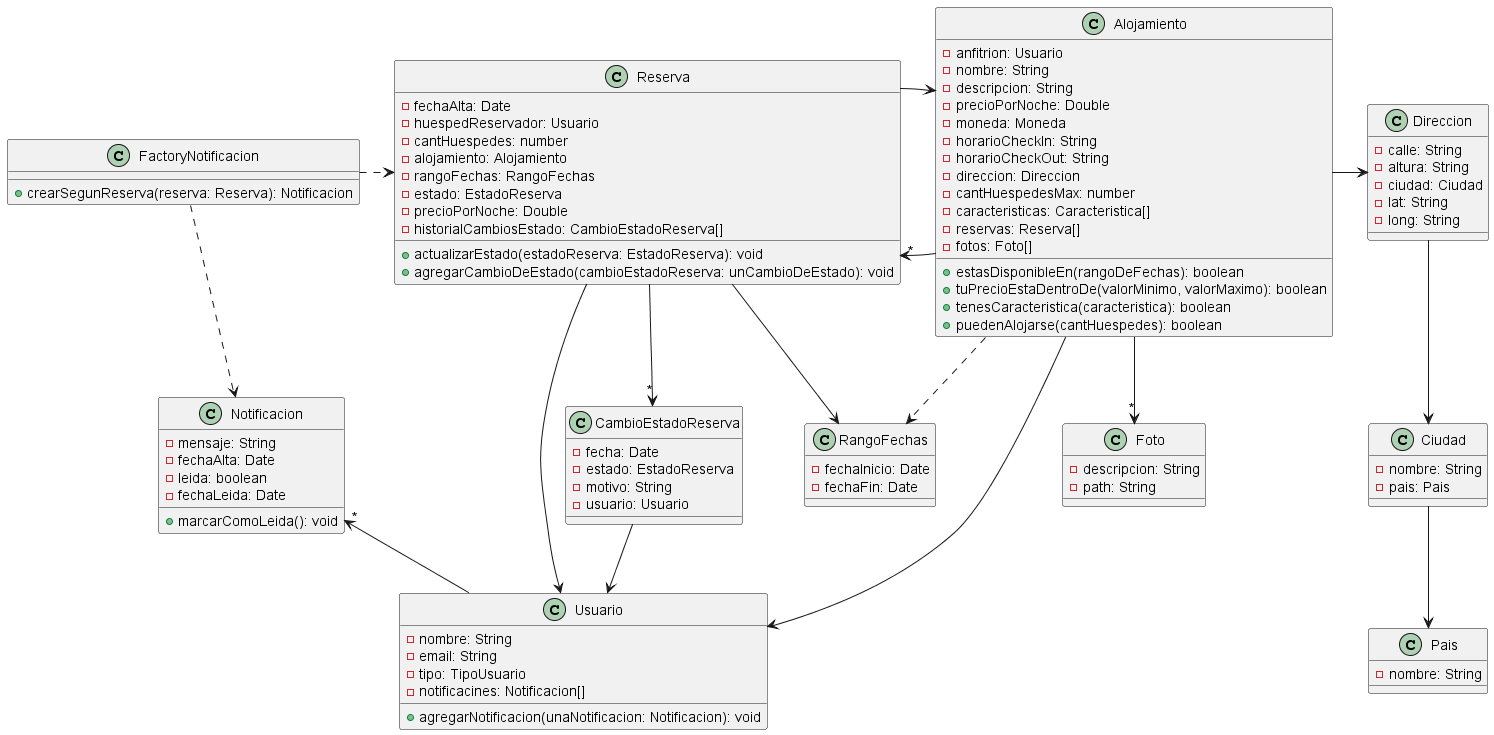 C Alojamiento
anfitrion: Usuario
nombre: String
descripcion: String
precioPorNoche: Double
moneda: Moneda
horarioCheckIn: String
horarioCheckOut: String
direccion: Direccion
cantHuespedesMax: number
caracteristicas: Caracteristica[]
reservas: Reserva[]
fotos: Foto[]
estasDisponibleEn(rangoDeFechas): boolean
tuPrecioEstaDentroDe(valorMinimo, valorMaximo): boolean
tenesCaracteristica(caracteristica): boolean
puedenAlojarse(cantHuespedes): boolean
C Reserva
fechaAlta: Date
huespedReservador: Usuario
cantHuespedes: number
alojamiento: Alojamiento
rangoFechas: RangoFechas
estado: EstadoReserva
precioPorNoche: Double
historialCambiosEstado: CambioEstadoReserva[]
actualizarEstado(estadoReserva: EstadoReserva): void
agregarCambioDeEstado(cambioEstadoReserva: unCambioDeEstado): void
*
C Direccion
calle: String
altura: String
ciudad: Ciudad
lat: String
long: String
C FactoryNotificacion
crearSegunReserva(reserva: Reserva): Notificacion
C Notificacion
mensaje: String
fechaAlta: Date
leida: boolean
fechaLeida: Date
marcarComoLeida(): void
*
*
C CambioEstadoReserva
fecha: Date
estado: EstadoReserva
motivo: String
usuario: Usuario
C RangoFechas
fechaInicio: Date
fechaFin: Date
*
C Foto
descripcion: String
path: String
C Ciudad
nombre: String
pais: Pais
C Usuario
nombre: String
email: String
tipo: TipoUsuario
notificacines: Notificacion[]
agregarNotificacion(unaNotificacion: Notificacion): void
C Pais
nombre: String